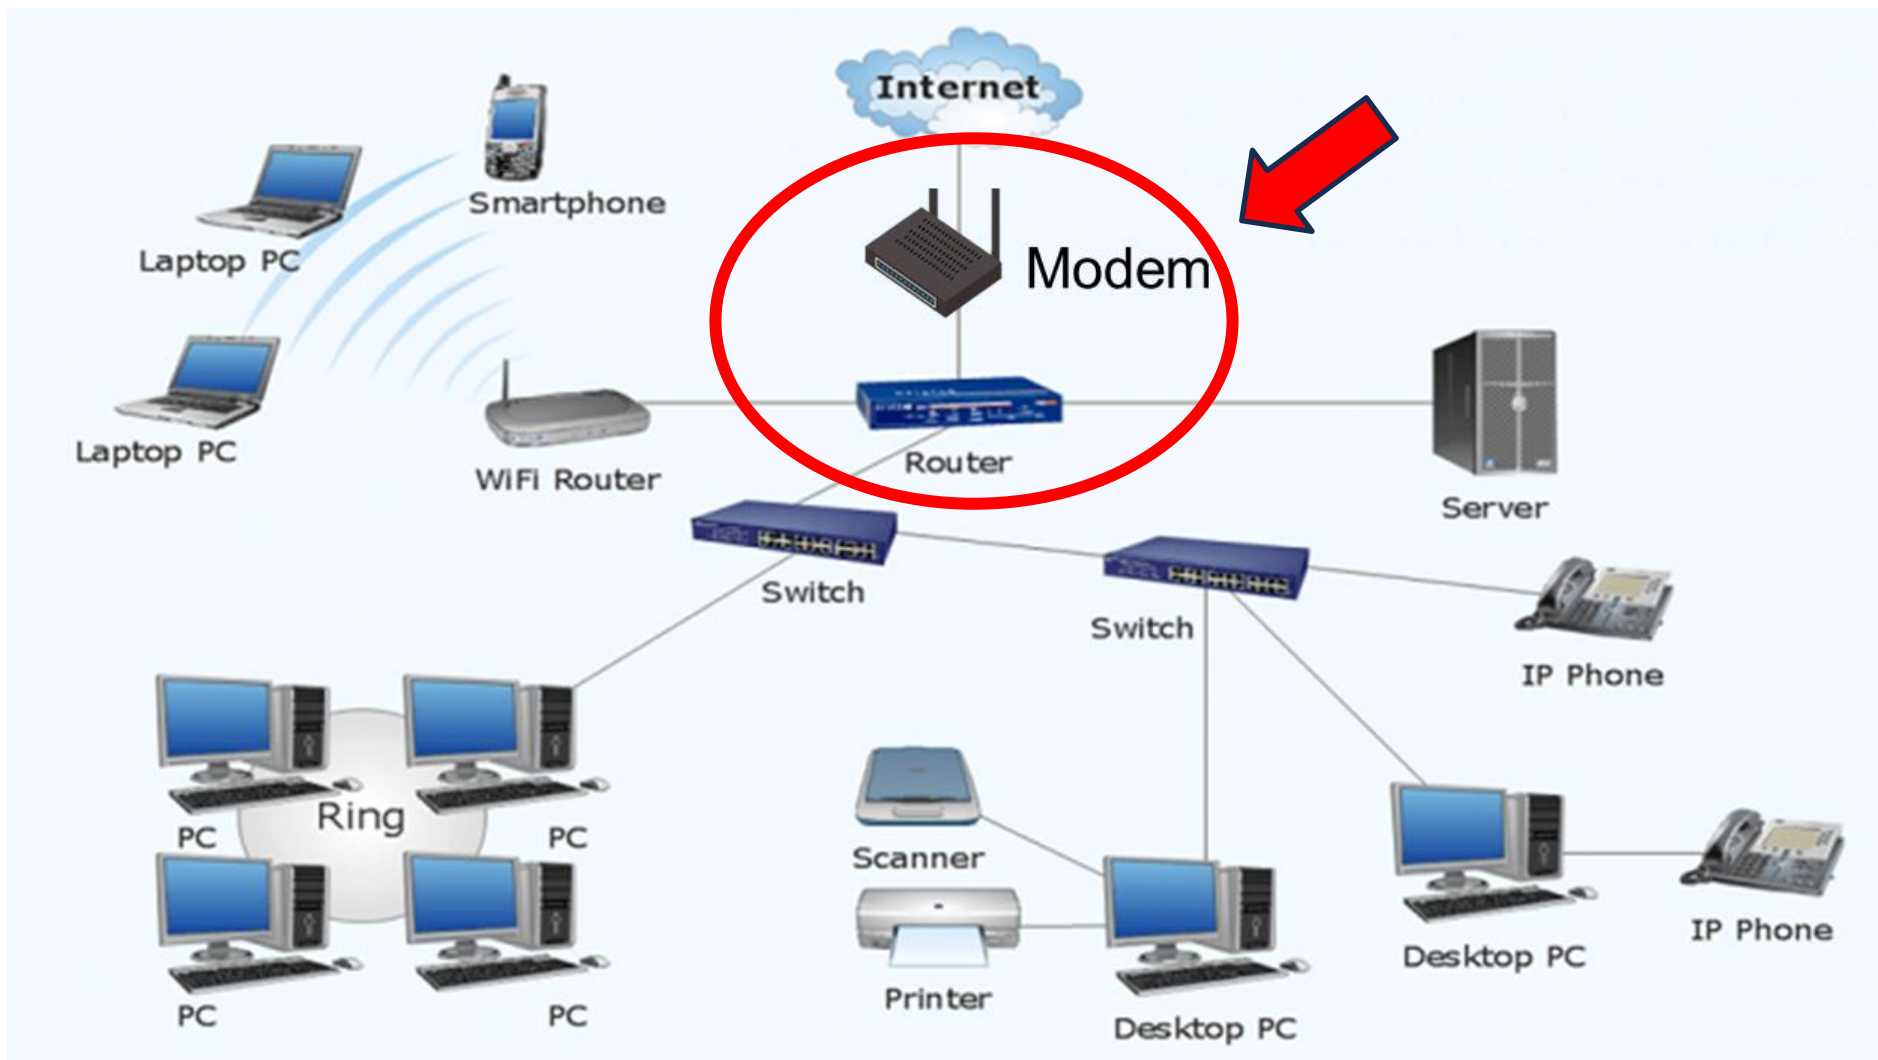 Internet
Smartphone
Laptop PC
Modem
Laptop PC
WiFi Router
Router
Server
Switch
Switch
IP Phone
Ring
PC
PC
Scanner
IP Phone
Desktop PC
Printer
PC
PC
Desktop PC